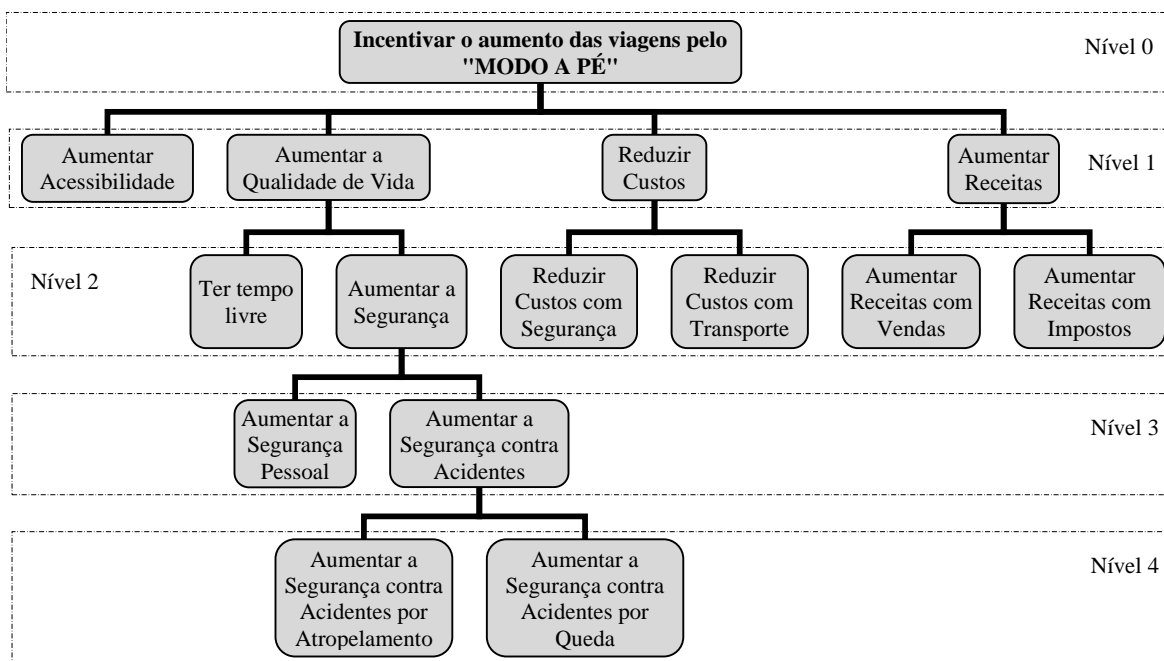 Incentivar o aumento das viagens pelo
"MODO A PÉ"
Nível 0
Aumentar
Acessibilidade
Aumentar a
Qualidade de Vida
Reduzir
Custos
Aumentar
Receitas
Nível 1
Nível 2
Ter tempo
livre
Aumentar a
Segurança
Reduzir
Custos com
Segurança
Reduzir
Custos com
Transporte
Aumentar
Receitas com
Vendas
Aumentar
Receitas com
Impostos
Aumentar a
Segurança
Pessoal
Aumentar a
Segurança contra
Acidentes
Nível 3
Aumentar a
Segurança contra
Acidentes por
Atropelamento
Aumentar a
Segurança contra
Acidentes por
Queda
Nível 4